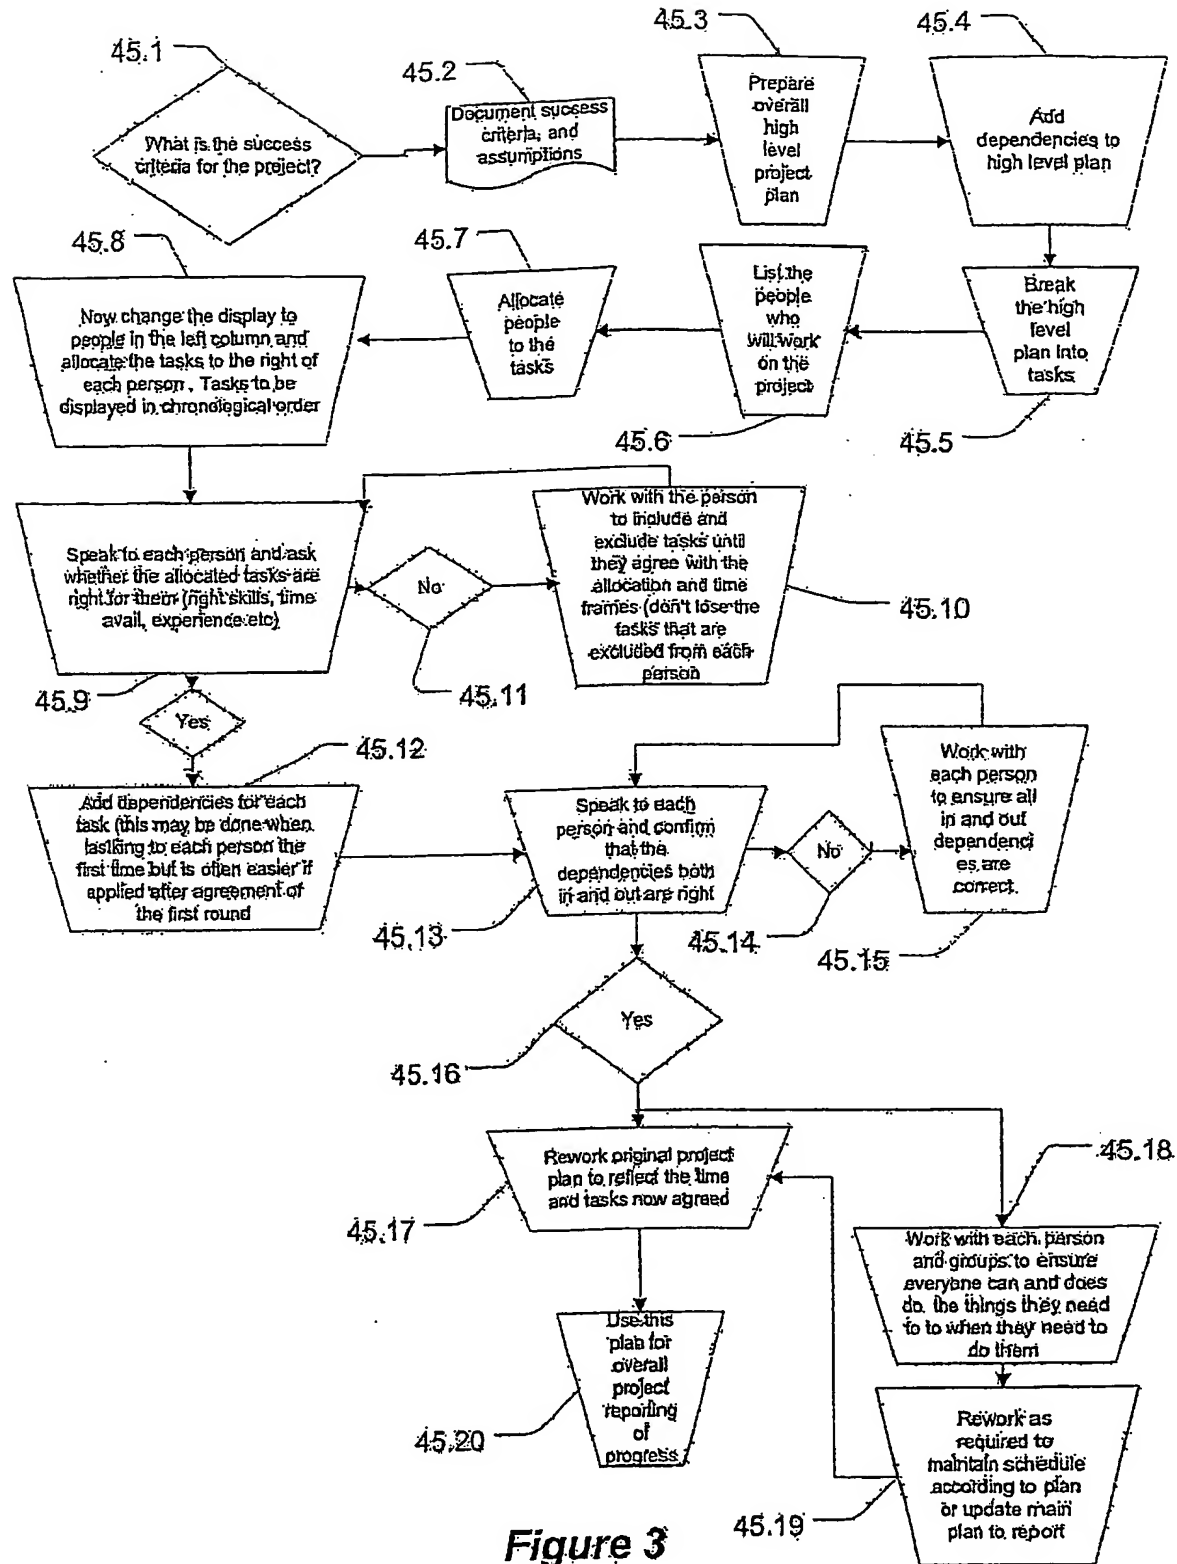 45.1
What is the success
criteria for the project?
45.2
Document success
criteria, and
assumptions
45.3
Prepare
overall
high
level
project
plan
45.4
Add
dependencies to
high level plan
45.5
Break
the high
level
plan into
tasks
45.6
List the
people
who
will work
on the
project
45.7
Allocate
people
to the
tasks
45.8
Now change the display to
people in the left column and
allocate the tasks to the right of
each person. Tasks to be
displayed in chronological order
45.9
Speak to each person and ask
whether the allocated tasks are
right for them (right skills, time
avail, experience etc)
No
45.11
Work with the person
to include and
exclude tasks until
they agree with the
allocation and time
frames (don't lose the
tasks that are
excluded from each
person
45.10
Yes
45.12
Add dependencies for each
task (this may be done when
taslking to each person the
first time but is often easier if
applied after agreement of
the first round
45.13
Speak to each
person and confirm
that the
dependencies both
in and out are right
No
45.14
Work with
each person
to ensure all
in and out
dependenci
es are
correct.
45.15
Yes
45.16
Rework original project
plan to reflect the time
and tasks now agreed
45.17
45.18
Work with each person
and groups to ensure
everyone can and does
do the things they need
to to when they need to
do them
Use this
plan for
overall
project
reporting
of
progress
45.20
Rework as
required to
maintain schedule
according to plan
or update main
plan to report
45.19
Figure 3